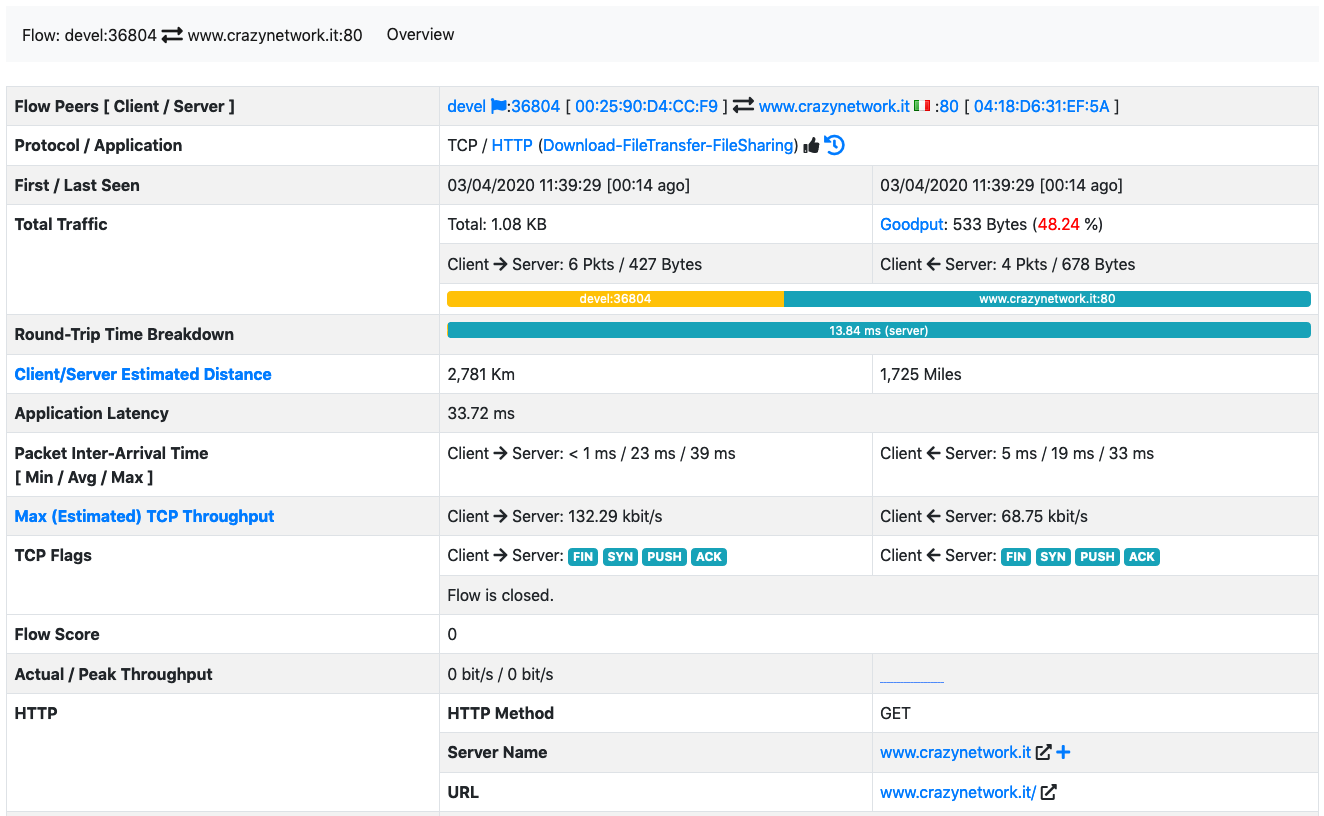 Flow: devel:36804 www.crazynetwork.it:80 Overview
Flow Peers [ Client / Server ] devel :36804 [ 00:25:90:D4:CC:F9 ] www.crazynetwork.it :80 [ 04:18:D6:31:EF:5A ]
Protocol / Application TCP / HTTP (Download-FileTransfer-FileSharing)
First / Last Seen 03/04/2020 11:39:29 [00:14 ago] 03/04/2020 11:39:29 [00:14 ago]
Total Traffic Total: 1.08 KB Goodput: 533 Bytes (48.24 %)
Client → Server: 6 Pkts / 427 Bytes Client ← Server: 4 Pkts / 678 Bytes
devel:36804 www.crazynetwork.it:80
Round-Trip Time Breakdown 13.84 ms (server)
Client/Server Estimated Distance 2,781 Km 1,725 Miles
Application Latency 33.72 ms
Packet Inter-Arrival Time Client → Server: < 1 ms / 23 ms / 39 ms Client ← Server: 5 ms / 19 ms / 33 ms
[ Min / Avg / Max ]
Max (Estimated) TCP Throughput Client → Server: 132.29 kbit/s Client ← Server: 68.75 kbit/s
TCP Flags Client → Server: FIN SYN PUSH ACK Client ← Server: FIN SYN PUSH ACK
Flow is closed.
Flow Score 0
Actual / Peak Throughput 0 bit/s / 0 bit/s
HTTP HTTP Method GET
Server Name www.crazynetwork.it
URL www.crazynetwork.it/